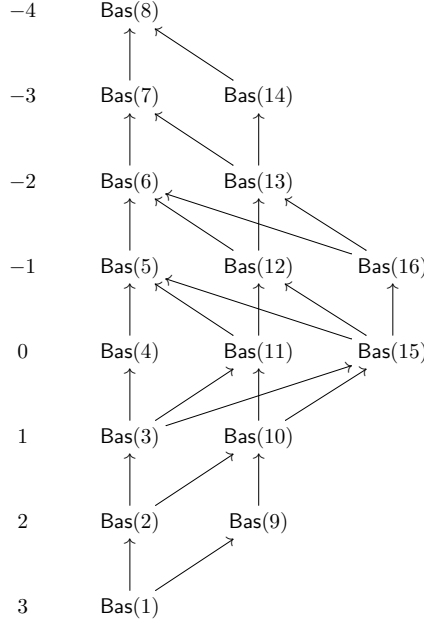 −4 Bas(8)
−3 Bas(7) Bas(14)
−2 Bas(6) Bas(13)
−1 Bas(5) Bas(12) Bas(16)
0 Bas(4) Bas(11) Bas(15)
1 Bas(3) Bas(10)
2 Bas(2) Bas(9)
3 Bas(1)